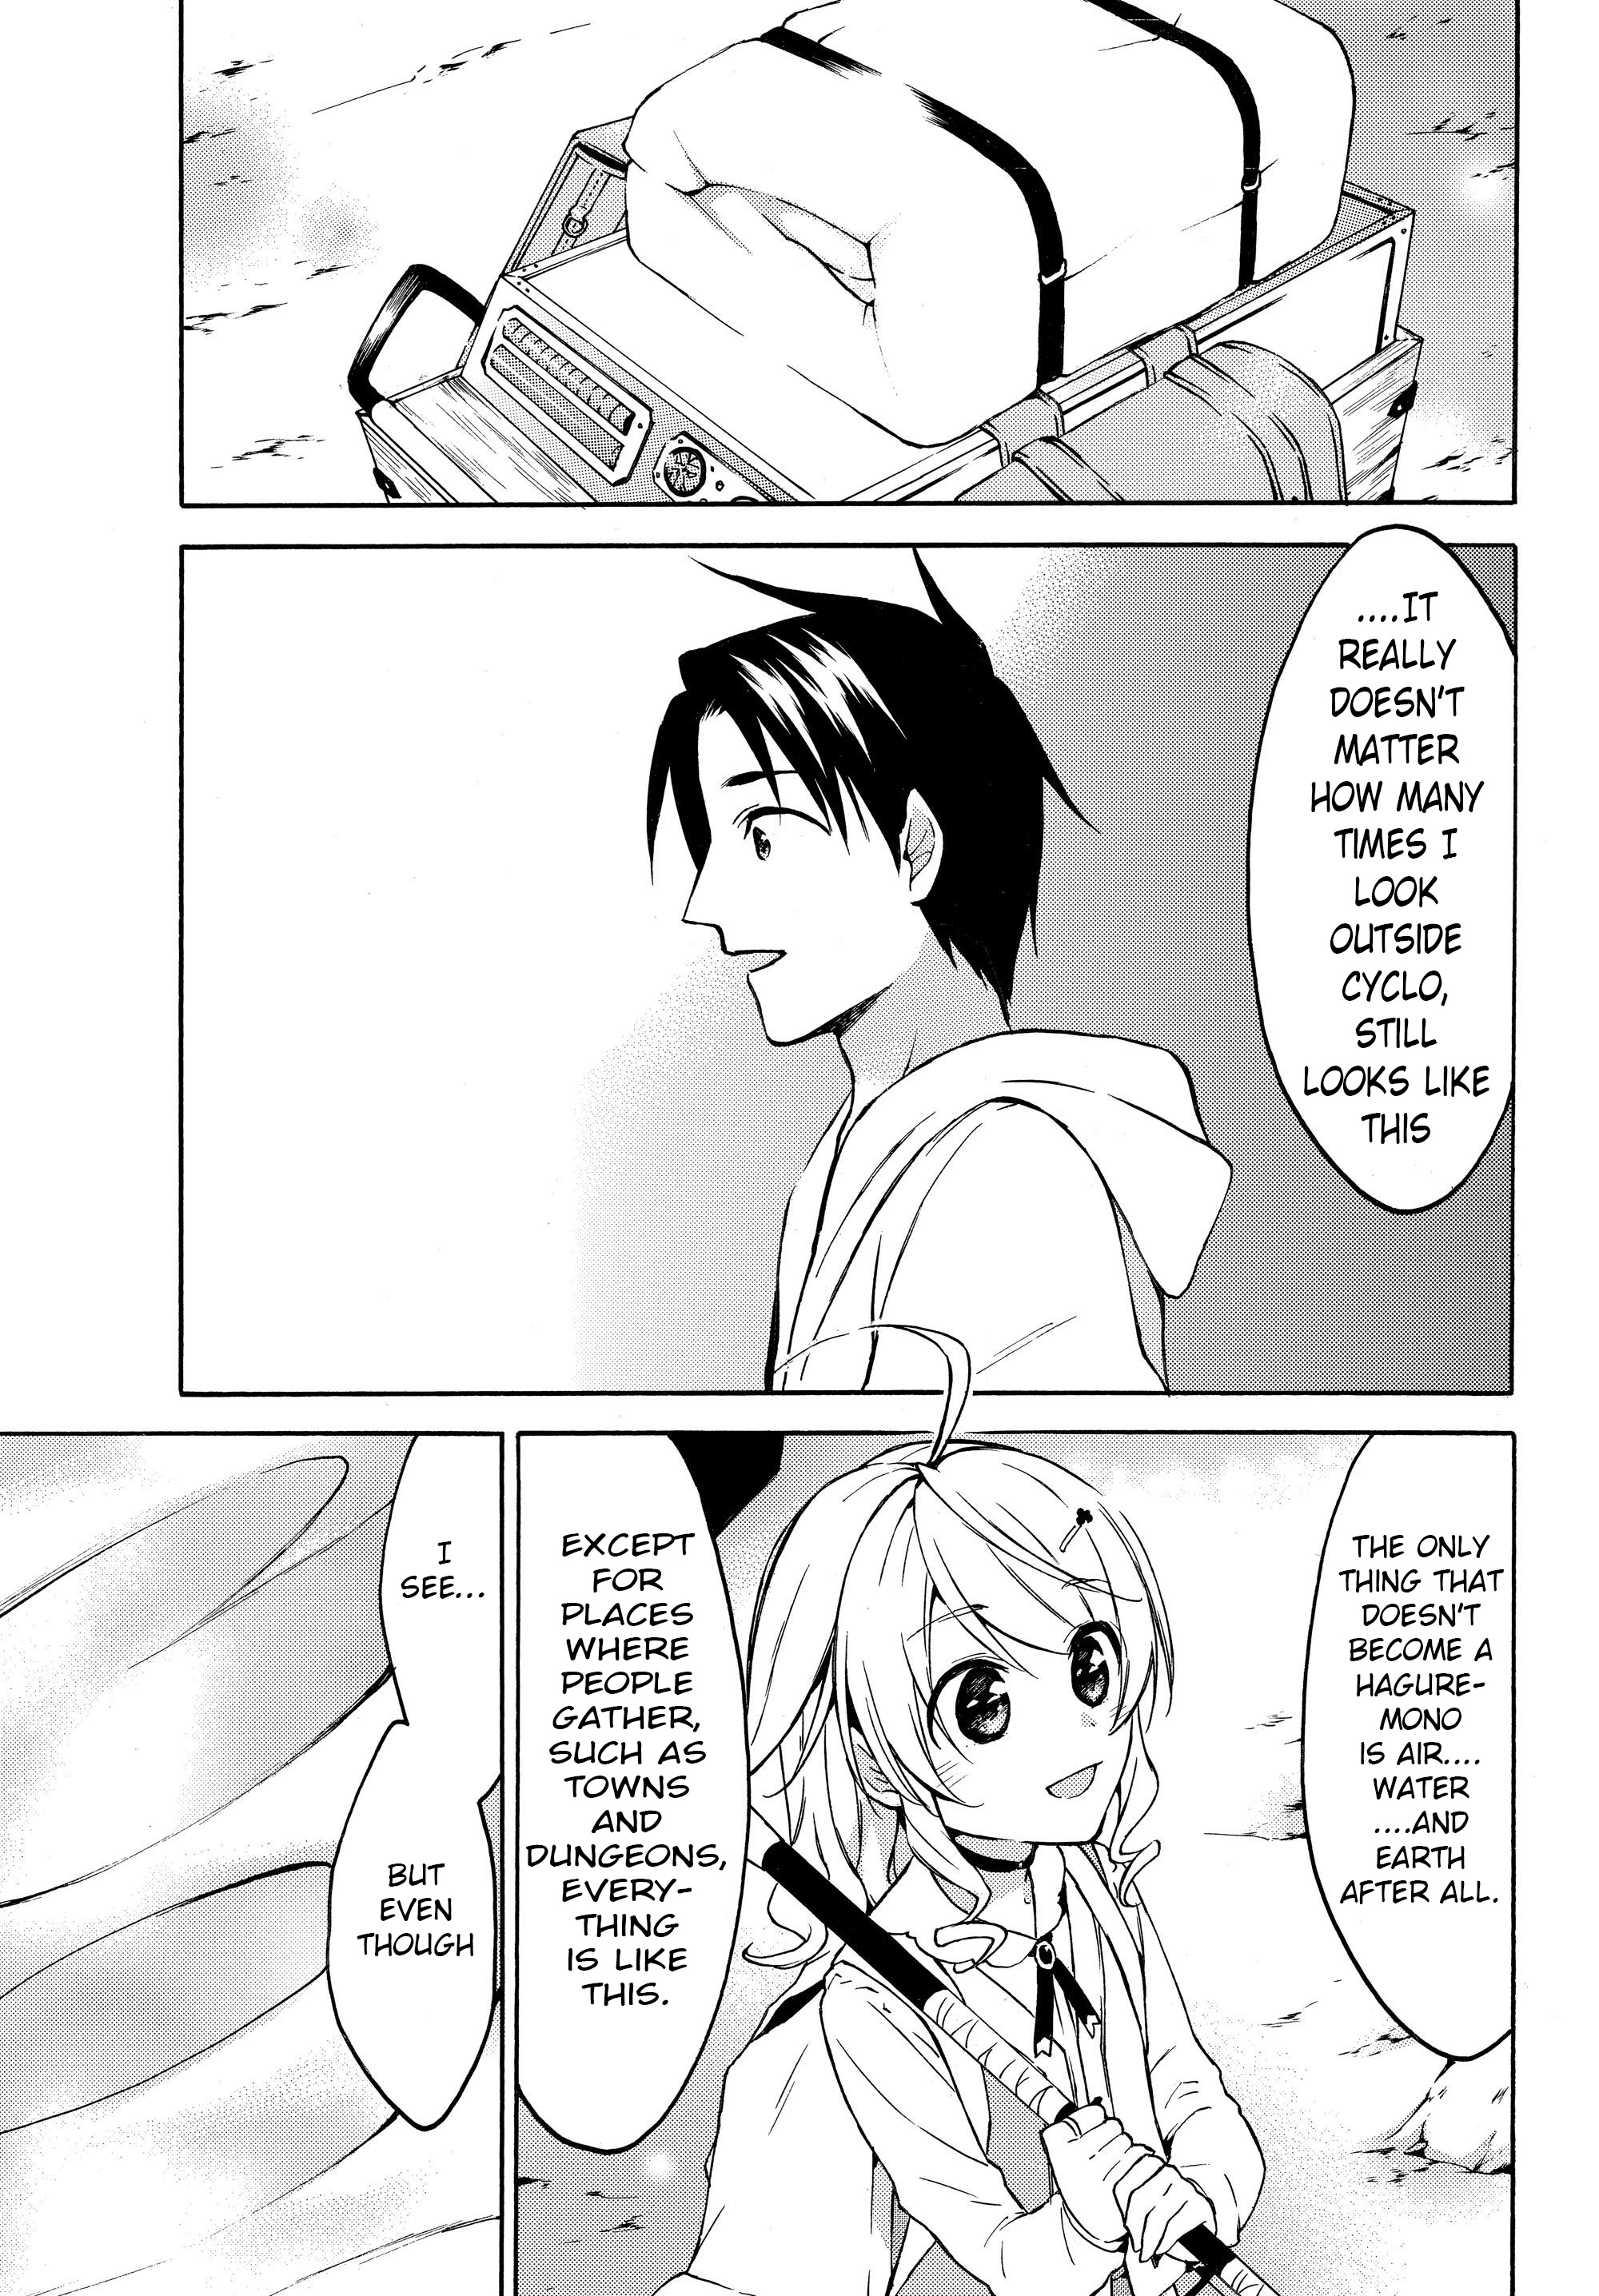 ....IT
REALLY
DOESN'T
MATTER
HOW MANY
TIMES I
LOOK
OUTSIDE
CYCLO,
STILL
LOOKS LIKE
THIS
THE ONLY
THING THAT
DOESN'T
BECOME A
HAGURE-
MONO
IS AIR....
WATER
....AND
EARTH
AFTER ALL.
EXCEPT
FOR
PLACES
WHERE
PEOPLE
GATHER,
SUCH AS
TOWNS
AND
DUNGEONS,
EVERY-
THING
IS LIKE
THIS.
I
SEE...
BUT
EVEN
THOUGH